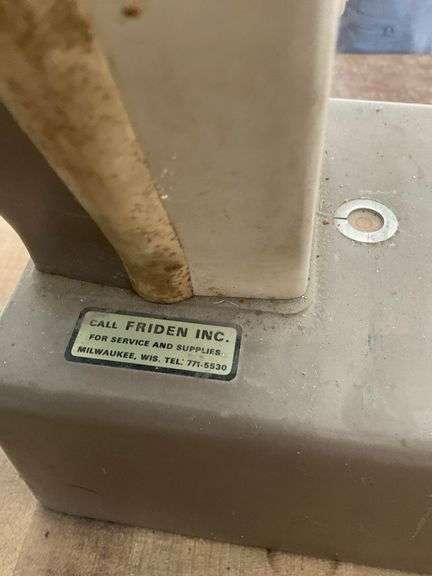 CALL FRIDEN INC.
FOR SERVICE AND SUPPLIES
MILWAUKEE, WIS. TEL. 771-5530